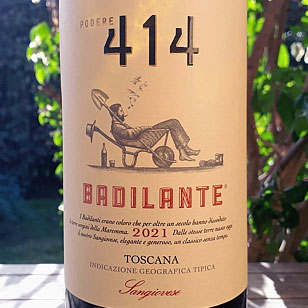 PODERE
414
BADILANTE®
I Badilanti erano coloro che per oltre un secolo hanno dissodato
le terre vergini della Maremma. 2021 Dalle stesse terre nasce oggi
il nostro Sangiovese, elegante e generoso, un classico senza tempo.
TOSCANA
INDICAZIONE GEOGRAFICA TIPICA
Sangiovese